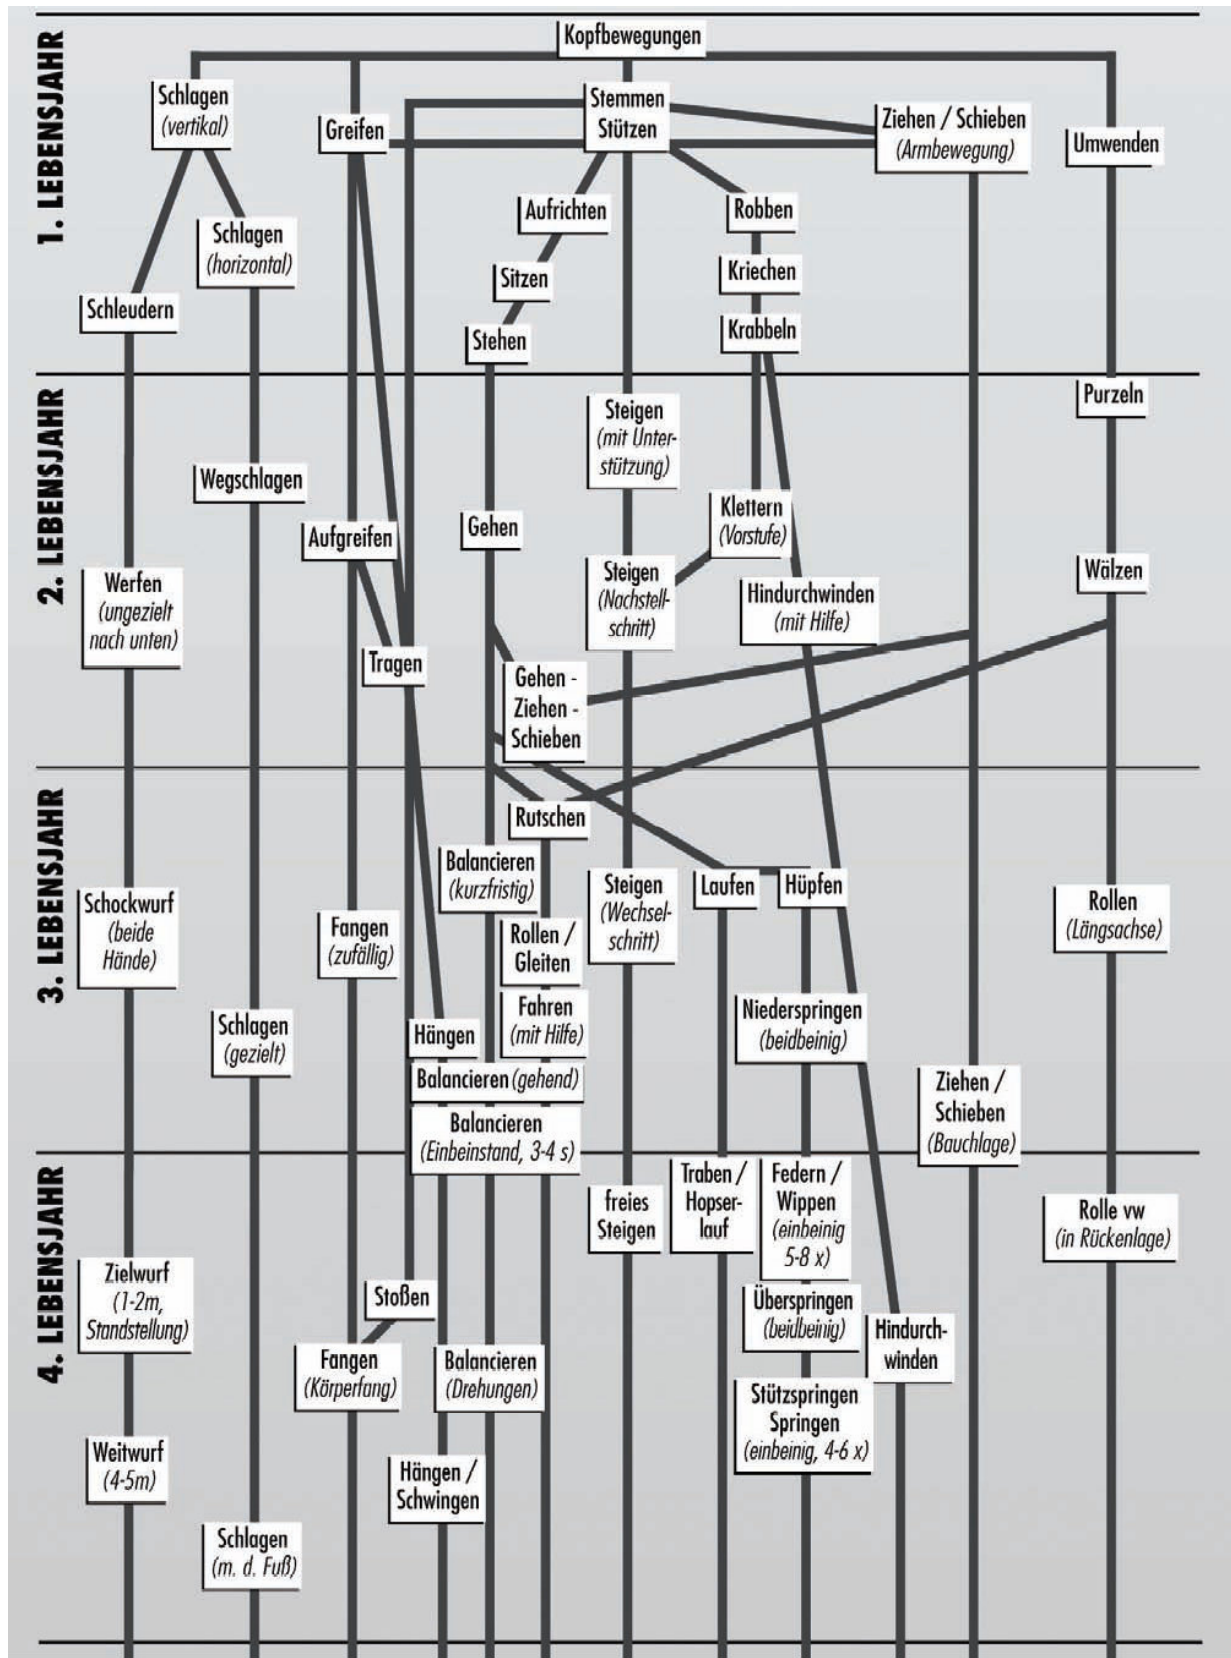 1. LEBENSJAHR
Kopfbewegungen
Schlagen
(vertikal)
Greifen
Stemmen
Stützen
Ziehen / Schieben
(Armbewegung)
Umwenden
Schlagen
(horizontal)
Aufrichten
Robben
Sitzen
Kriechen
Schleudern
Stehen
Krabbeln
2. LEBENSJAHR
Purzeln
Steigen
(mit Unter-
stützung)
Wegschlagen
Aufgreifen
Gehen
Klettern
(Vorstufe)
Werfen
(ungezielt
nach unten)
Steigen
(Nachstell-
schritt)
Hindurchwinden
(mit Hilfe)
Wälzen
Tragen
Gehen -
Ziehen -
Schieben
3. LEBENSJAHR
Rutschen
Balancieren
(kurzfristig)
Steigen
(Wechsel-
schritt)
Laufen
Hüpfen
Schockwurf
(beide
Hände)
Fangen
(zufällig)
Rollen /
Gleiten
Rollen
(Längsachse)
Schlagen
(gezielt)
Hängen
Fahren
(mit Hilfe)
Niederspringen
(beidbeinig)
Balancieren (gehend)
Ziehen /
Schieben
(Bauchlage)
Balancieren
(Einbeinstand, 3-4 s)
4. LEBENSJAHR
freies
Steigen
Traben /
Hopser-
lauf
Federn /
Wippen
(einbeinig
5-8 x)
Rolle vw
(in Rückenlage)
Zielwurf
(1-2m,
Standstellung)
Stoßen
Überspringen
(beidbeinig)
Hindurch-
winden
Fangen
(Körperfang)
Balancieren
(Drehungen)
Stützspringen
Springen
(einbeinig, 4-6 x)
Weitwurf
(4-5m)
Hängen /
Schwingen
Schlagen
(m. d. Fuß)